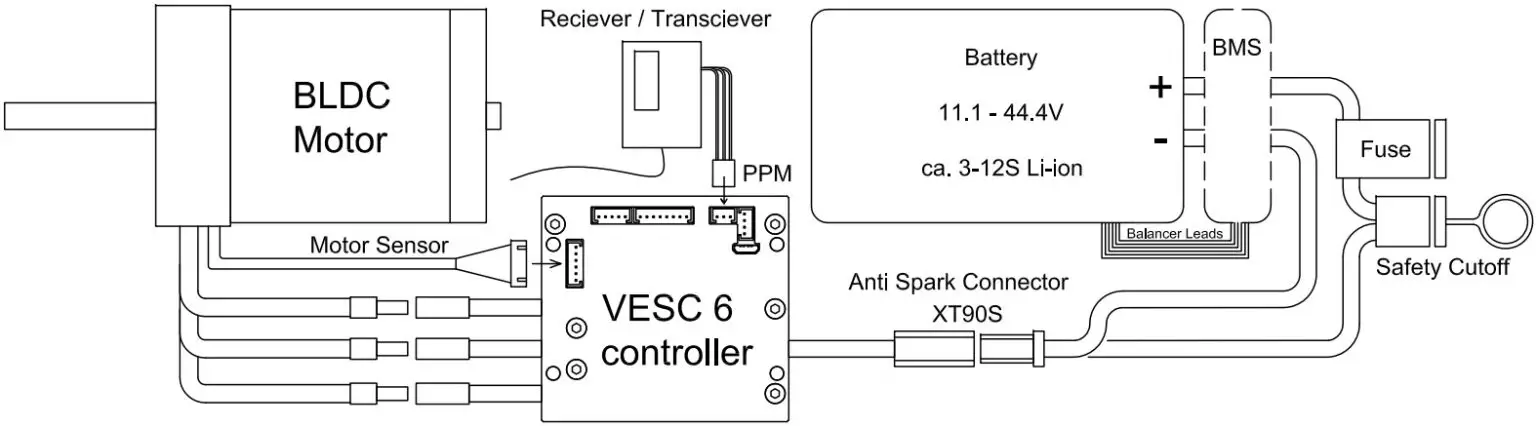 Reciever / Transciever
BLDC
Motor
PPM
Motor Sensor
VESC 6
controller
Battery
11.1 - 44.4V
ca. 3-12S Li-ion
+
-
BMS
Balancer Leads
Fuse
Safety Cutoff
Anti Spark Connector
XT90S